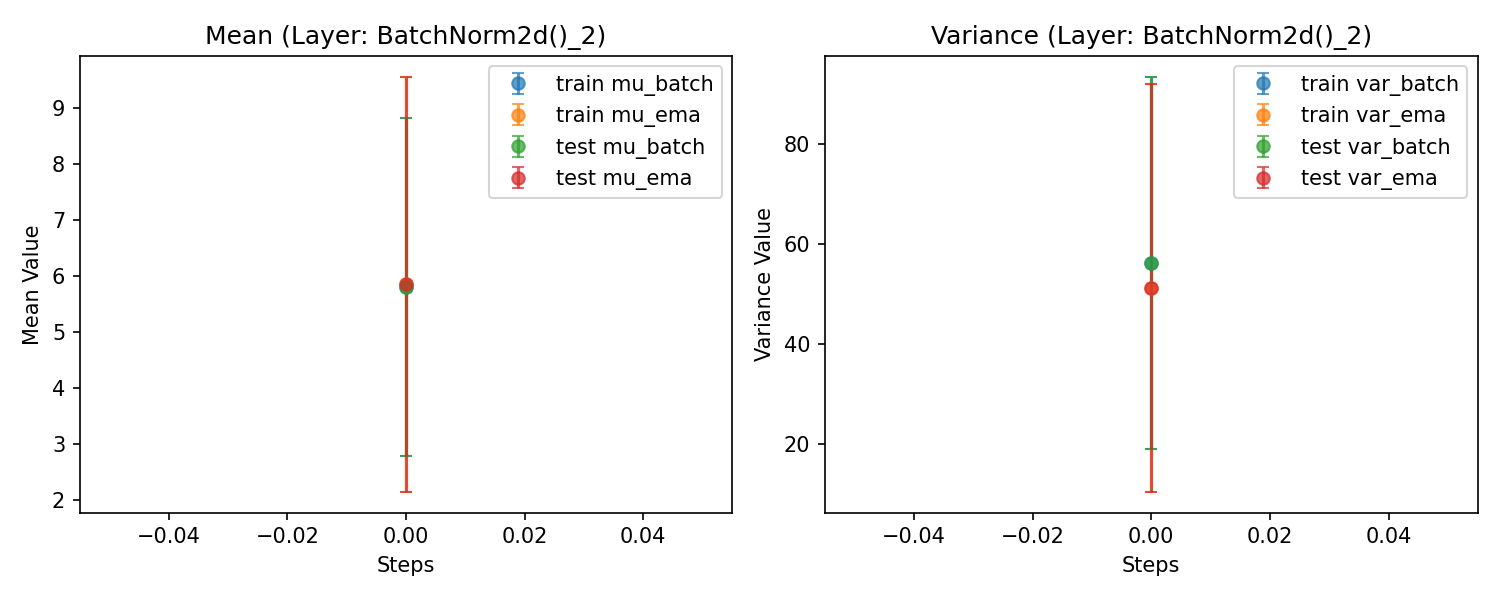 Mean (Layer: BatchNorm2d()_2)
train mu_batch
train mu_ema
test mu_batch
test mu_ema
Mean Value
9
8
7
6
5
4
3
2
−0.04
−0.02
0.00
0.02
0.04
Steps
Variance (Layer: BatchNorm2d()_2)
train var_batch
train var_ema
test var_batch
test var_ema
Variance Value
80
60
40
20
−0.04
−0.02
0.00
0.02
0.04
Steps